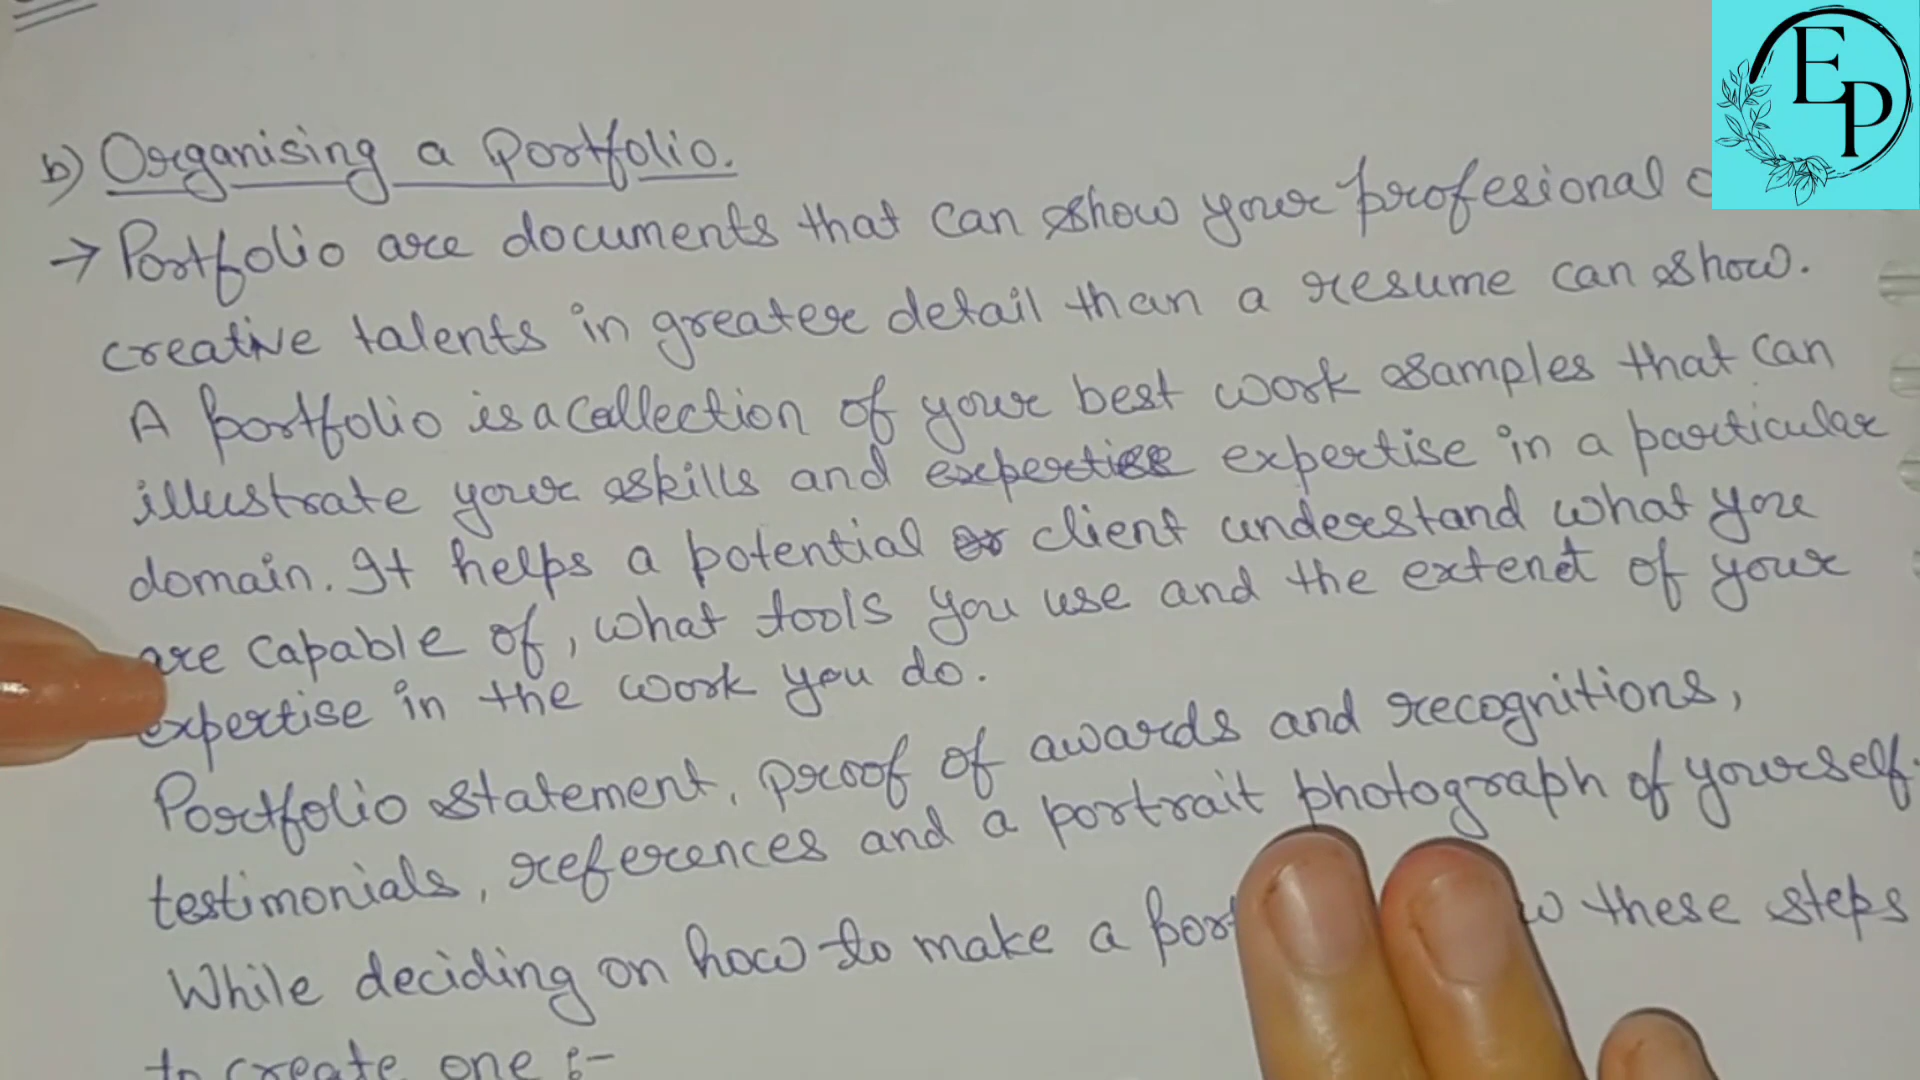 E
P
b) Organising a Portfolio.
→ Portfolio are documents that can show your profesional
creative talents in greater detail than a resume can show.
A portfolio is a collection of your best work samples that can
illustrate your skills and expertise expertise in a particular
domain. It helps a potential or client understand what you
are capable of, what tools you use and the extenet of your
expertise in the work you do.
Portfolio statement, proof of awards and recognitions,
testimonials, references and a portrait photograph of yourself.
While deciding on how to make a these steps
to create one :-